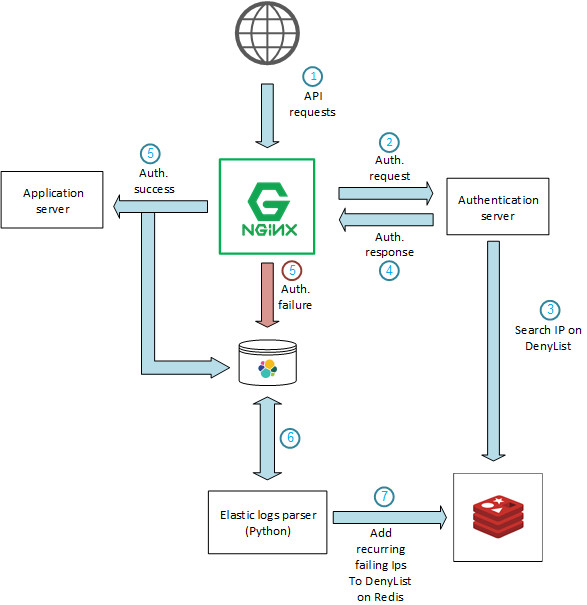 1
API
requests
2
Auth.
request
5
Auth.
success
Application
server
NGiNX
Authentication
server
Auth.
response
4
5
Auth.
failure
3
Search IP on
DenyList
6
Elastic logs parser
(Python)
7
Add
recurring
failing Ips
To DenyList
on Redis